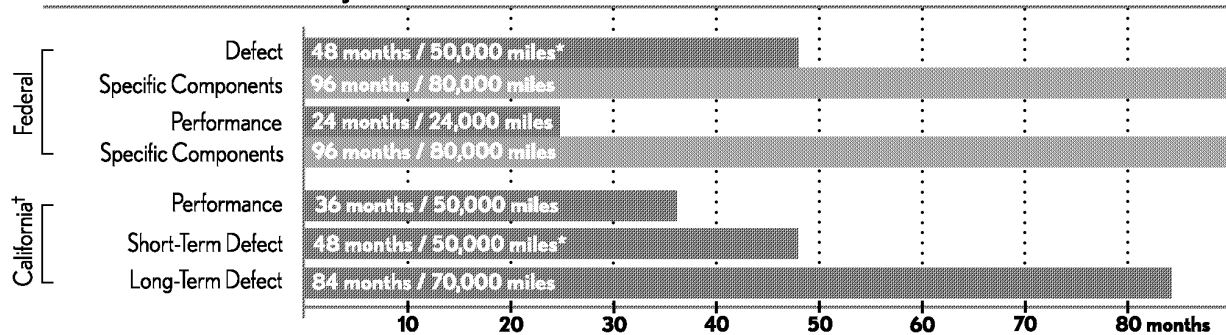 Federal
Defect 48 months / 50,000 miles*
Specific Components 96 months / 80,000 miles
Performance 24 months / 24,000 miles
Specific Components 96 months / 80,000 miles
California†
Performance 36 months / 50,000 miles
Short-Term Defect 48 months / 50,000 miles*
Long-Term Defect 84 months / 70,000 miles
10 20 30 40 50 60 70 80 months